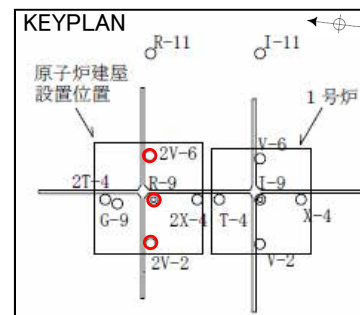 KEYPLAN
R-11
I-11
原子炉建屋
設置位置
1号炉
2V-6
V-6
2T-4
R-9
I-9
G-9
2X-4
T-4
X-4
2V-2
V-2